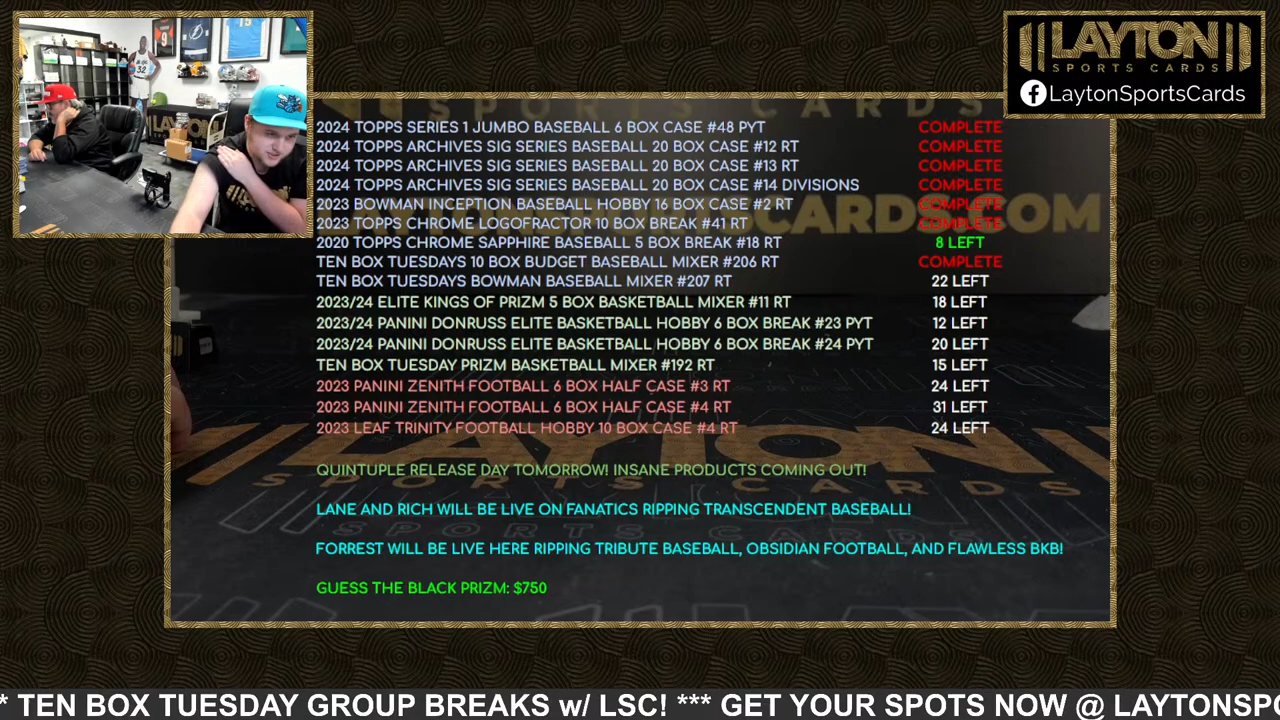 LAYTON
SPORTS CARDS
LaytonSportsCards
SPORTS CARDS
2024 TOPPS SERIES 1 JUMBO BASEBALL 6 BOX CASE #48 PYT COMPLETE
2024 TOPPS ARCHIVES SIG SERIES BASEBALL 20 BOX CASE #12 RT COMPLETE
2024 TOPPS ARCHIVES SIG SERIES BASEBALL 20 BOX CASE #13 RT COMPLETE
2024 TOPPS ARCHIVES SIG SERIES BASEBALL 20 BOX CASE #14 DIVISIONS COMPLETE
2023 BOWMAN INCEPTION BASEBALL HOBBY 16 BOX CASE #2 RT COMPLETE
CARDS.COM
2023 TOPPS CHROME LOGOFRACTOR 10 BOX BREAK #41 RT COMPLETE
2020 TOPPS CHROME SAPPHIRE BASEBALL 5 BOX BREAK #18 RT 8 LEFT
TEN BOX TUESDAYS 10 BOX BUDGET BASEBALL MIXER #206 RT COMPLETE
TEN BOX TUESDAYS BOWMAN BASEBALL MIXER #207 RT 22 LEFT
2023/24 ELITE KINGS OF PRIZM 5 BOX BASKETBALL MIXER #11 RT 18 LEFT
2023/24 PANINI DONRUSS ELITE BASKETBALL HOBBY 6 BOX BREAK #23 PYT 12 LEFT
2023/24 PANINI DONRUSS ELITE BASKETBALL HOBBY 6 BOX BREAK #24 PYT 20 LEFT
TEN BOX TUESDAY PRIZM BASKETBALL MIXER #192 RT 15 LEFT
2023 PANINI ZENITH FOOTBALL 6 BOX HALF CASE #3 RT 24 LEFT
2023 PANINI ZENITH FOOTBALL 6 BOX HALF CASE #4 RT 31 LEFT
2023 LEAF TRINITY FOOTBALL HOBBY 10 BOX CASE #4 RT 24 LEFT
LAYTON
QUINTUPLE RELEASE DAY TOMORROW! INSANE PRODUCTS COMING OUT!
SPORTS CARDS
LANE AND RICH WILL BE LIVE ON FANATICS RIPPING TRANSCENDENT BASEBALL!
SPORTS CARDS
FORREST WILL BE LIVE HERE RIPPING TRIBUTE BASEBALL, OBSIDIAN FOOTBALL, AND FLAWLESS BKB!
GUESS THE BLACK PRIZM: $750
* TEN BOX TUESDAY GROUP BREAKS w/ LSC! *** GET YOUR SPOTS NOW @ LAYTONSPO